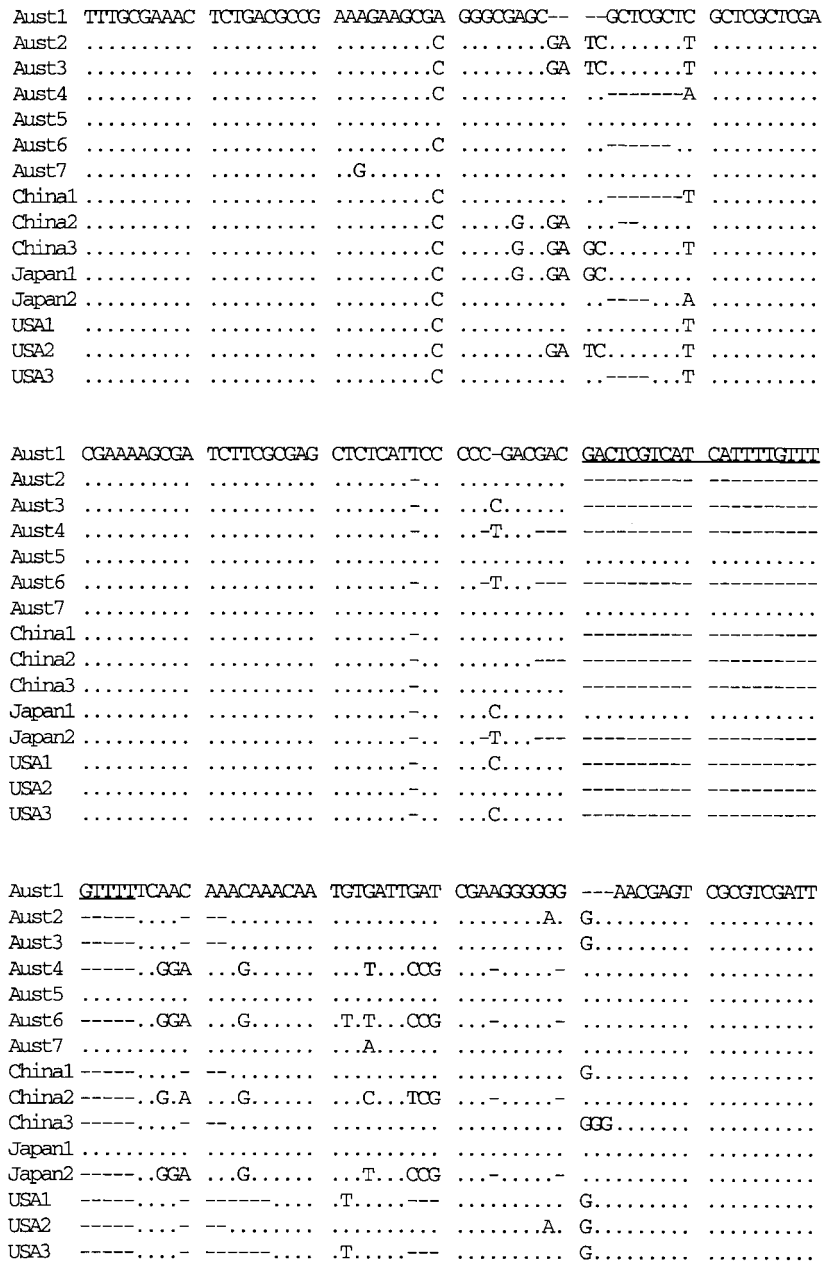 Aust1 TTTGCGAAAC TCTGACGCCG AAAGAAGCGA GGGCGAGC-- --GCTCGCTC GCTCGCTCGA
Aust2 .......... .......... .........C ........GA TC.......T ..........
Aust3 .......... .......... .........C ........GA TC.......T ..........
Aust4 .......... .......... .........C .......... ..-------A ..........
Aust5 .......... .......... .......... .......... .......... ..........
Aust6 .......... .......... .........C .......... ..------.. ..........
Aust7 .......... .......... ..G....... .......... .......... ..........
China1 .......... .......... .........C .......... ..-------T ..........
China2 .......... .......... .........C .....G..GA ...--..... ..........
China3 .......... .......... .........C .....G..GA GC.......T ..........
Japan1 .......... .......... .........C .....G..GA GC........ ..........
Japan2 .......... .......... .........C .......... ..----...A ..........
USA1 .......... .......... .........C .......... .........T ..........
USA2 .......... .......... .........C ........GA TC.......T ..........
USA3 .......... .......... .........C .......... ..----...T ..........
Aust1 CGAAAAGCGA TCTTCGCGAG CTCTCATTCC CCC-GACGAC GACTCGTCAT CATTTTGTTT
Aust2 .......... .......... .......-.. .......... ---------- ----------
Aust3 .......... .......... .......-.. ...C...... ---------- ----------
Aust4 .......... .......... .......-.. ..-T...--- ---------- ----------
Aust5 .......... .......... .......... .......... .......... ..........
Aust6 .......... .......... .......-.. ..-T...--- ---------- ----------
Aust7 .......... .......... .......... .......... .......... ..........
China1 .......... .......... .......-.. .......... ---------- ----------
China2 .......... .......... .......-.. .......--- ---------- ----------
China3 .......... .......... .......-.. .......... ---------- ----------
Japan1 .......... .......... .......-.. ...C...... .......... ..........
Japan2 .......... .......... .......-.. ..-T...--- ---------- ----------
USA1 .......... .......... .......-.. ...C...... ---------- ----------
USA2 .......... .......... .......-.. .......... ---------- ----------
USA3 .......... .......... .......-.. ...C...... ---------- ----------
Aust1 GTTTTTCAAC AAACAAACAA TGTGATTGAT CGAAGGGGGG ---AACGAGT CGCGTCGATT
Aust2 -----....- --........ .......... ........A. G......... ..........
Aust3 -----....- --........ .......... .......... G......... ..........
Aust4 -----..GGA ...G...... ...T...CCG ...-.....- .......... ..........
Aust5 .......... .......... .......... .......... .......... ..........
Aust6 -----..GGA ...G...... .T.T...CCG ...-.....- .......... ..........
Aust7 .......... .......... ...A...... .......... .......... ..........
China1 -----....- --........ .......... .......... G......... ..........
China2 -----..G.A ...G...... ...C...TCG ...-.....- .......... ..........
China3 -----....- --........ .......... .......... GGG....... ..........
Japan1 .......... .......... .......... .......... .......... ..........
Japan2 -----..GGA ...G...... ...T...CCG ...-.....- .......... ..........
USA1 -----....- ------.... .T.....--- .......... G......... ..........
USA2 -----....- --........ .......... ........A. G......... ..........
USA3 -----....- ------.... .T.....--- .......... G......... ..........